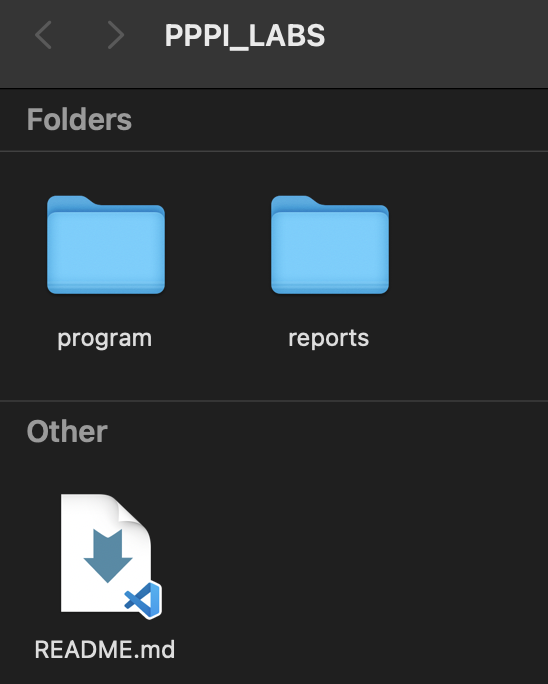 PPPI_LABS
Folders
program
reports
Other
README.md